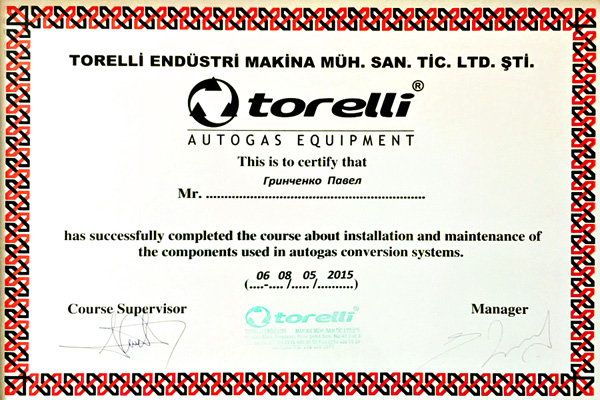 TORELLİ ENDÜSTRİ MAKİNA MÜH. SAN. TİC. LTD. ŞTİ.
torelli®
AUTOGAS EQUIPMENT
This is to certify that
Гринченко Павел
Mr. ................................................................
has successfully completed the course about installation and maintenance of
the components used in autogas conversion systems.
06 08 05 2015
(....-..../...../...........)
Course Supervisor
torelli
Manager